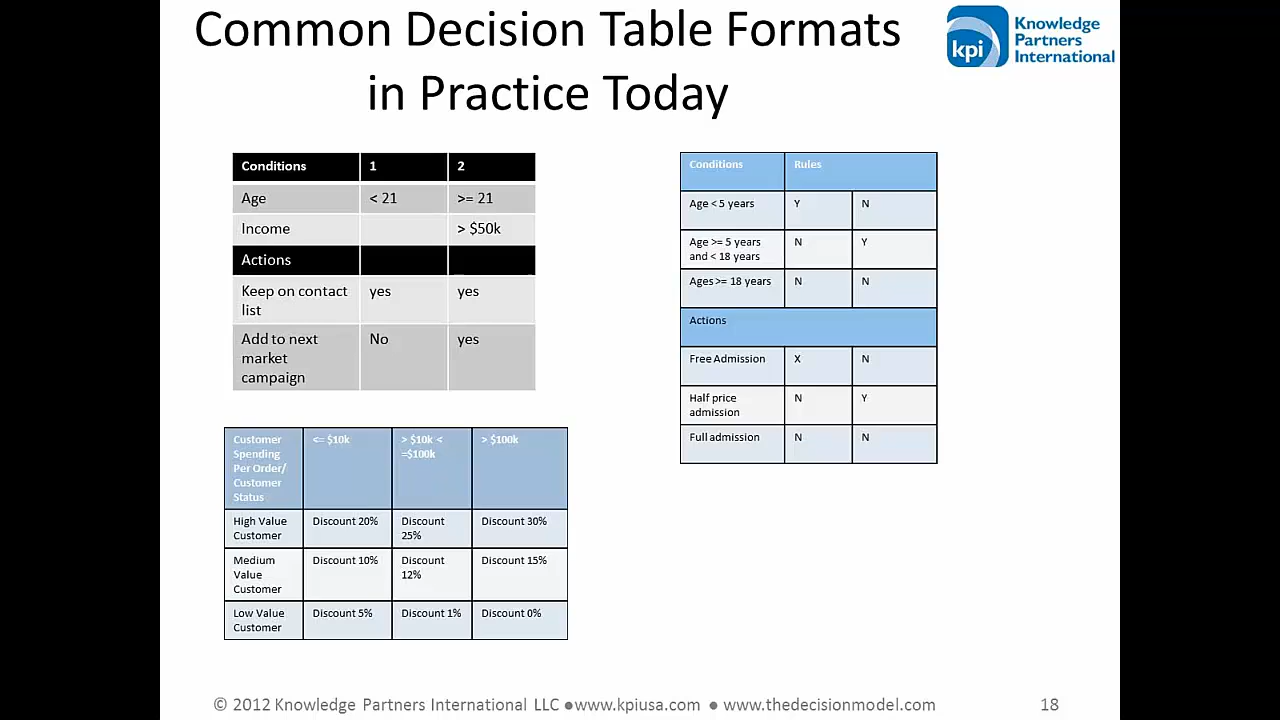 Common Decision Table Formats
in Practice Today
kpi
Knowledge
Partners
International
Conditions 1 2
Age < 21 >= 21
Income > $50k
Actions
Keep on contact
list
yes yes
Add to next
market
campaign
No yes
Customer
Spending
Per Order/
Customer
Status
<= $10k
> $10k <
=$100k
> $100k
High Value
Customer
Discount 20%
Discount
25%
Discount 30%
Medium
Value
Customer
Discount 10%
Discount
12%
Discount 15%
Low Value
Customer
Discount 5% Discount 1% Discount 0%
Conditions Rules
Age < 5 years Y N
Age >= 5 years
and < 18 years
N Y
Ages>= 18 years N N
Actions
Free Admission X N
Half price
admission
N Y
Full admission N N
© 2012 Knowledge Partners International LLC ●www.kpiusa.com ● www.thedecisionmodel.com 18